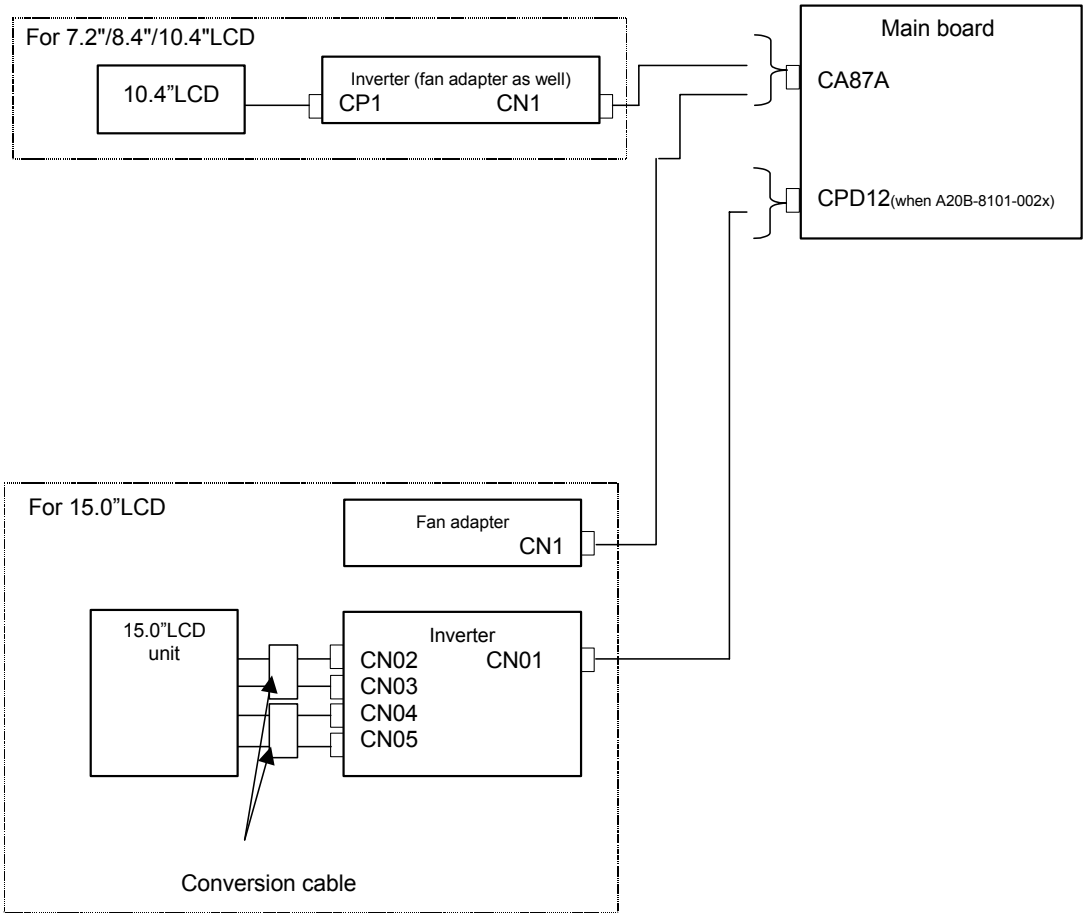 For 7.2"/8.4"/10.4"LCD
10.4”LCD
Inverter (fan adapter as well)
CP1 CN1
Main board
CA87A
CPD12(when A20B-8101-002x)
For 15.0”LCD
Fan adapter
CN1
15.0”LCD
unit
Inverter
CN02 CN01
CN03
CN04
CN05
Conversion cable